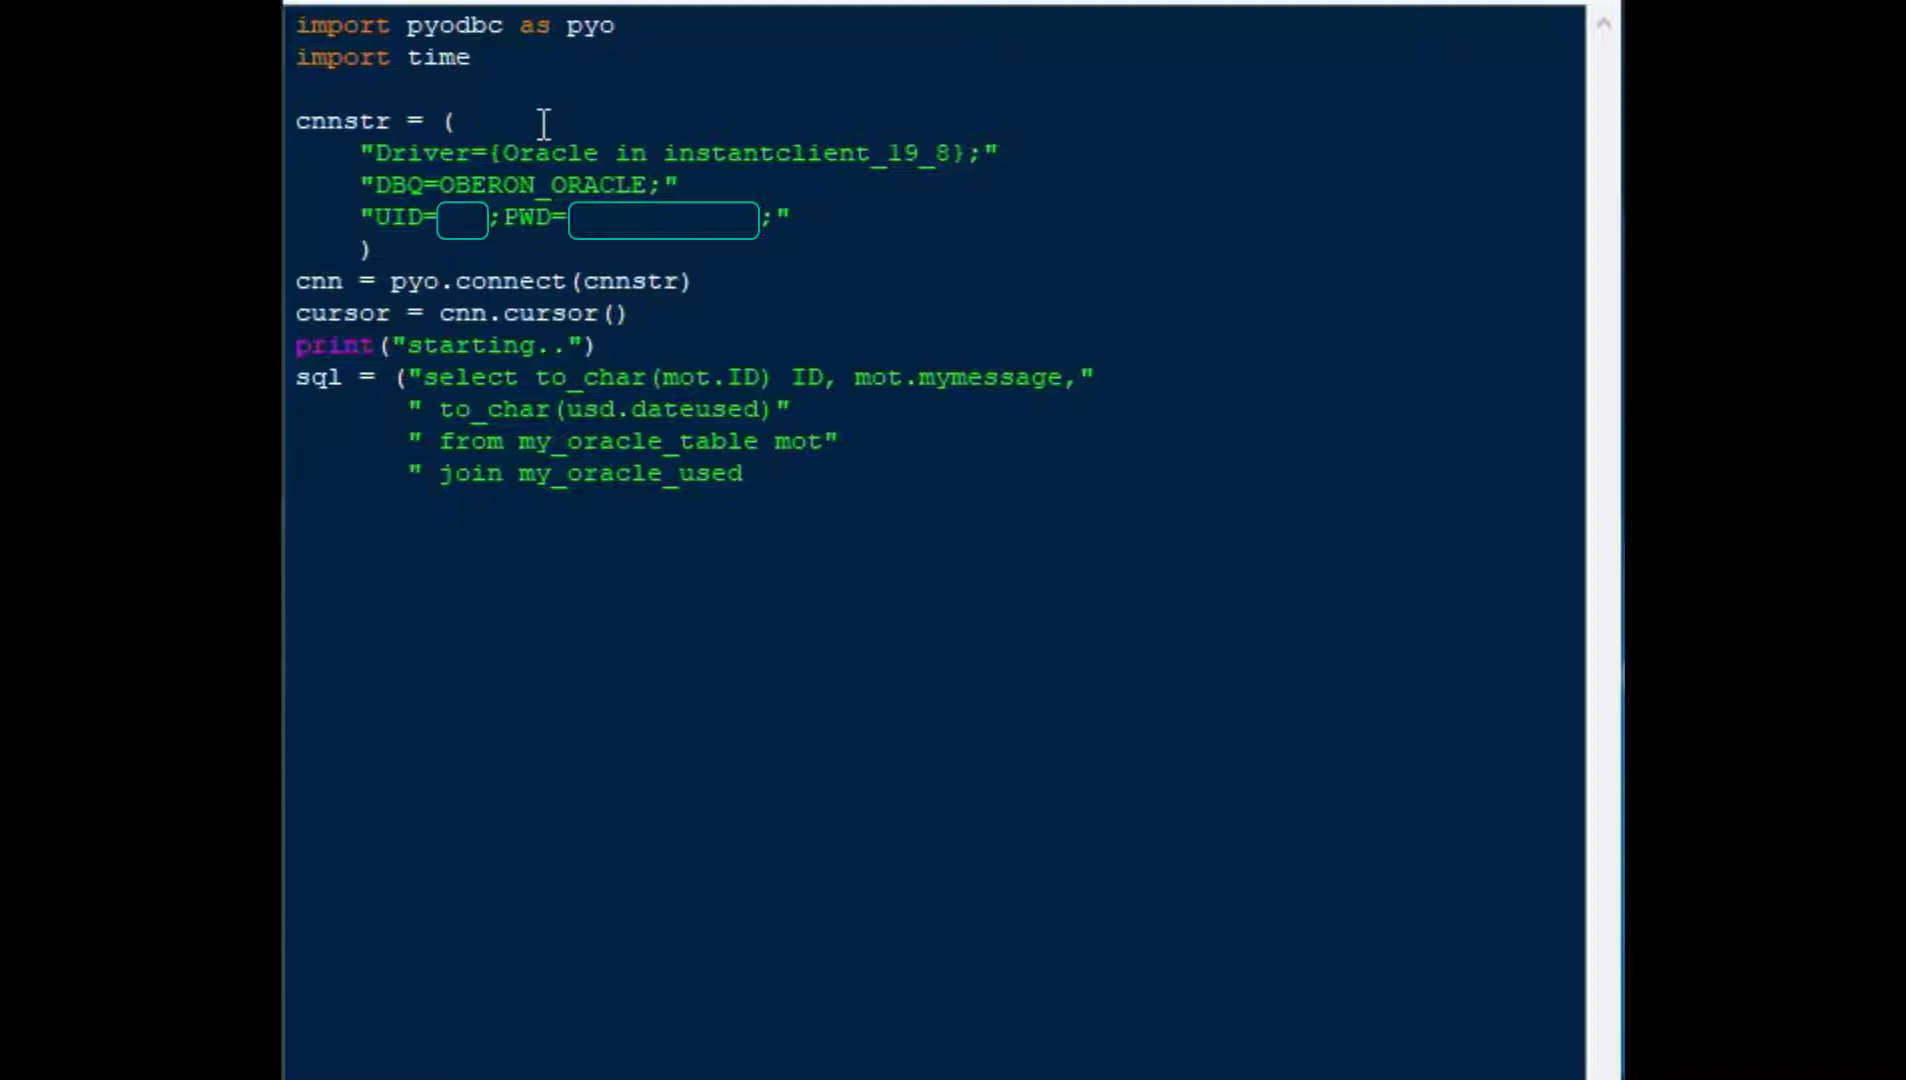 import pyodbc as pyo
import time
cnnstr = (
"Driver={Oracle in instantclient_19_8};"
"DBQ=OBERON_ORACLE;"
"UID= ;PWD= ;"
)
cnn = pyo.connect(cnnstr)
cursor = cnn.cursor()
print("starting..")
sql = ("select to_char(mot.ID) ID, mot.mymessage,"
" to_char(usd.dateused)"
" from my_oracle_table mot"
" join my_oracle_used